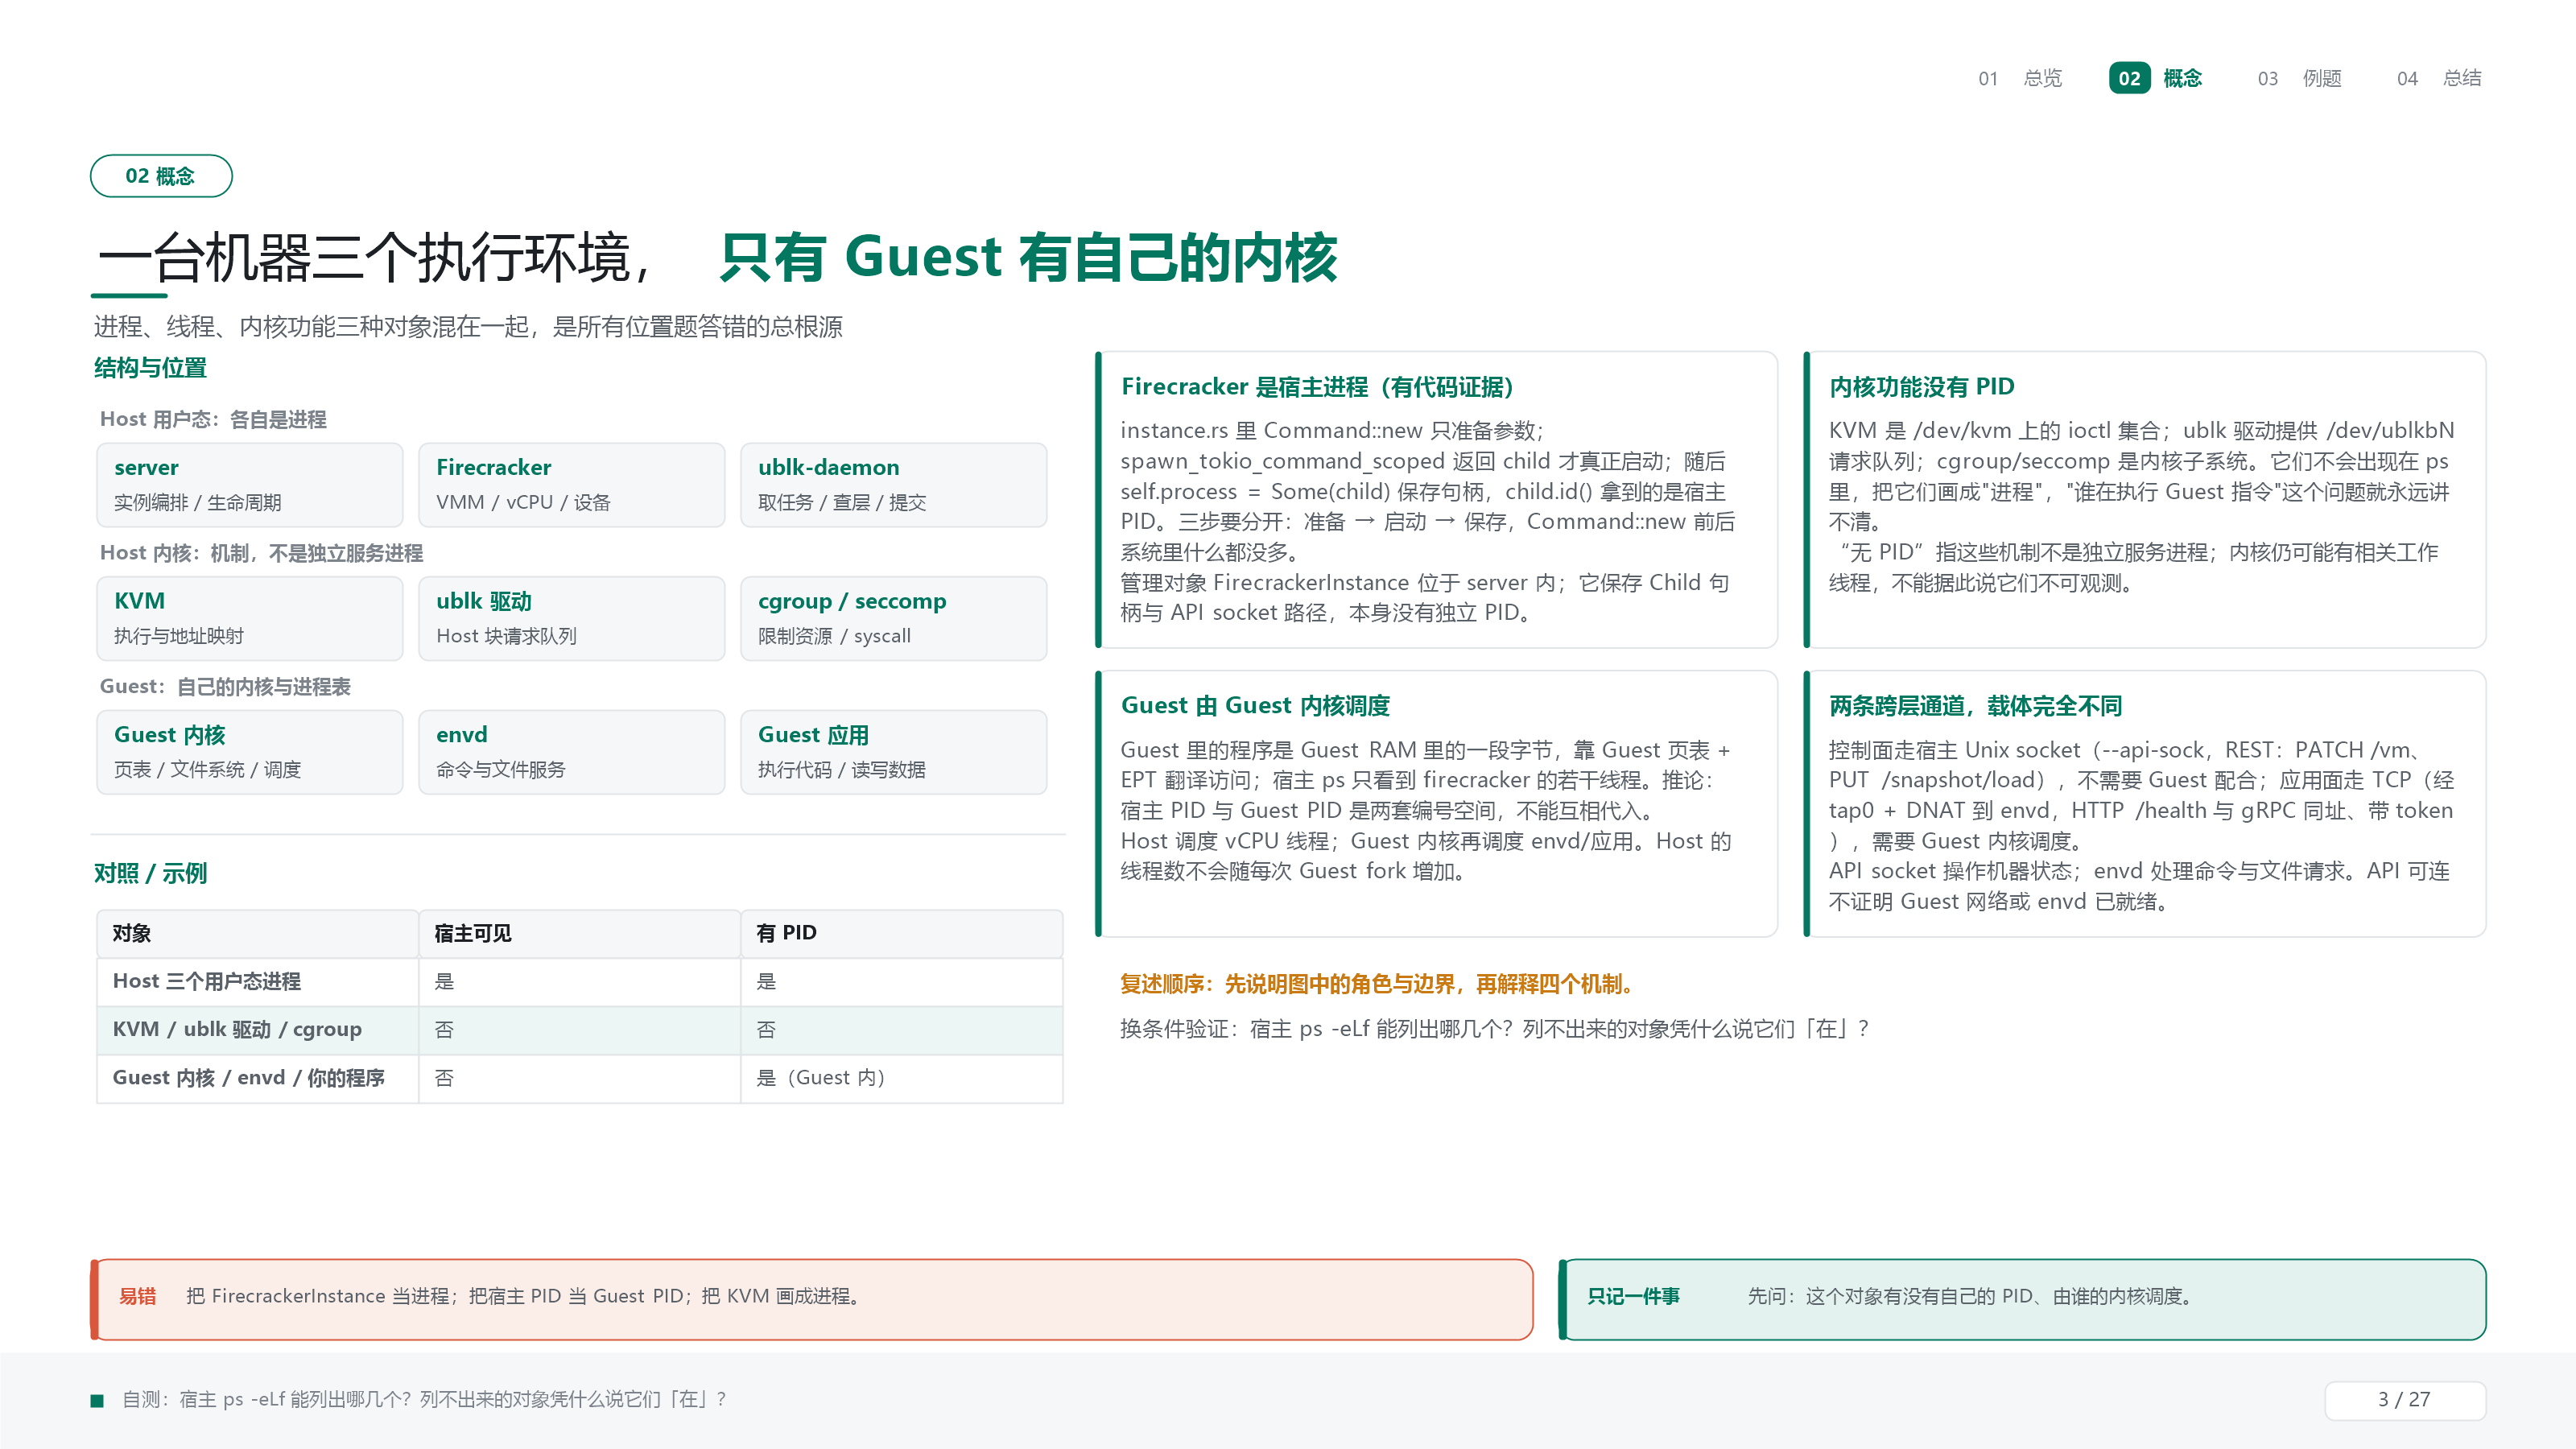 01 总览 02 概念 03 例题 04 总结
02 概念
一台机器三个执行环境， 只有 Guest 有自己的内核
进程、线程、内核功能三种对象混在一起，是所有位置题答错的总根源
结构与位置
Host 用户态：各自是进程
server
实例编排 / 生命周期
Firecracker
VMM / vCPU / 设备
ublk-daemon
取任务 / 查层 / 提交
Host 内核：机制，不是独立服务进程
KVM
执行与地址映射
ublk 驱动
Host 块请求队列
cgroup / seccomp
限制资源 / syscall
Guest：自己的内核与进程表
Guest 内核
页表 / 文件系统 / 调度
envd
命令与文件服务
Guest 应用
执行代码 / 读写数据
对照 / 示例
对象 宿主可见 有 PID
Host 三个用户态进程 是 是
KVM / ublk 驱动 / cgroup 否 否
Guest 内核 / envd / 你的程序 否 是（Guest 内）
Firecracker 是宿主进程（有代码证据）
instance.rs 里 Command::new 只准备参数；
spawn_tokio_command_scoped 返回 child 才真正启动；随后
self.process = Some(child) 保存句柄，child.id() 拿到的是宿主
PID。三步要分开：准备 → 启动 → 保存，Command::new 前后
系统里什么都没多。
管理对象 FirecrackerInstance 位于 server 内；它保存 Child 句
柄与 API socket 路径，本身没有独立 PID。
内核功能没有 PID
KVM 是 /dev/kvm 上的 ioctl 集合；ublk 驱动提供 /dev/ublkbN
请求队列；cgroup/seccomp 是内核子系统。它们不会出现在 ps
里，把它们画成"进程"，"谁在执行 Guest 指令"这个问题就永远讲
不清。
“无 PID”指这些机制不是独立服务进程；内核仍可能有相关工作
线程，不能据此说它们不可观测。
Guest 由 Guest 内核调度
Guest 里的程序是 Guest RAM 里的一段字节，靠 Guest 页表 +
EPT 翻译访问；宿主 ps 只看到 firecracker 的若干线程。推论：
宿主 PID 与 Guest PID 是两套编号空间，不能互相代入。
Host 调度 vCPU 线程；Guest 内核再调度 envd/应用。Host 的
线程数不会随每次 Guest fork 增加。
两条跨层通道，载体完全不同
控制面走宿主 Unix socket（--api-sock，REST：PATCH /vm、
PUT /snapshot/load），不需要 Guest 配合；应用面走 TCP（经
tap0 + DNAT 到 envd，HTTP /health 与 gRPC 同址、带 token
），需要 Guest 内核调度。
API socket 操作机器状态；envd 处理命令与文件请求。API 可连
不证明 Guest 网络或 envd 已就绪。
复述顺序：先说明图中的角色与边界，再解释四个机制。
换条件验证：宿主 ps -eLf 能列出哪几个？列不出来的对象凭什么说它们「在」？
易错 把 FirecrackerInstance 当进程；把宿主 PID 当 Guest PID；把 KVM 画成进程。
只记一件事 先问：这个对象有没有自己的 PID、由谁的内核调度。
自测：宿主 ps -eLf 能列出哪几个？列不出来的对象凭什么说它们「在」？
3 / 27